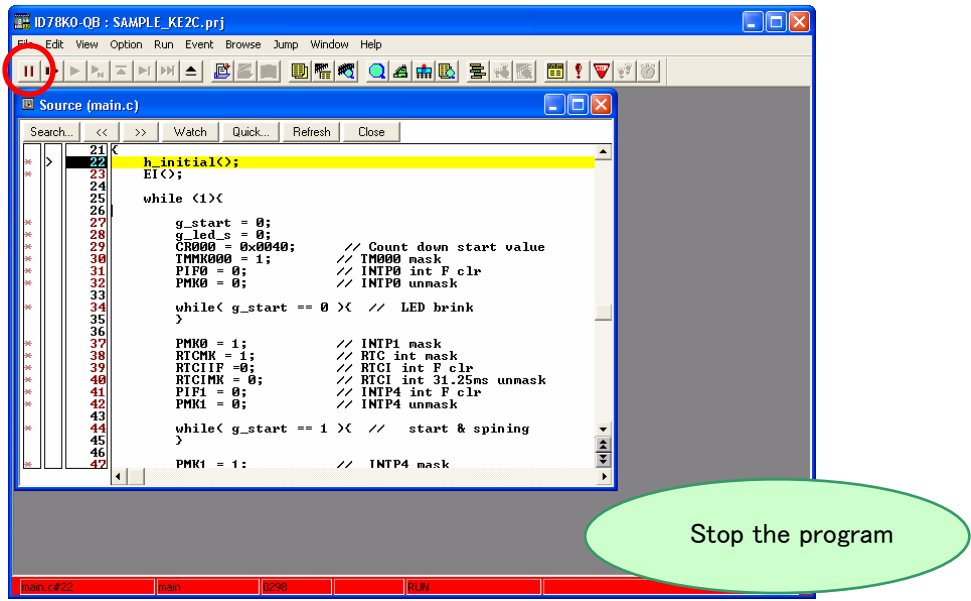 ID78K0-QB : SAMPLE_KE2C.prj
File Edit View Option Run Event Browse Jump Window Help
Source (main.c)
Search... << >> Watch Quick... Refresh Close
21 {
* > 22 h_initial();
* 23 EI();
24
25 while (1){
26
* 27 g_start = 0;
* 28 g_led_s = 0;
* 29 CR000 = 0x0040; // Count down start value
* 30 TMMK000 = 1; // TM000 mask
* 31 PIF0 = 0; // INTP0 int F clr
* 32 PMK0 = 0; // INTP0 unmask
33
* 34 while( g_start == 0 ){ // LED brink
35 }
36
* 37 PMK0 = 1; // INTP1 mask
* 38 RTCMK = 1; // RTC int mask
* 39 RTCIIF =0; // RTCI int F clr
* 40 RTCIMK = 0; // RTCI int 31.25ms unmask
* 41 PIF1 = 0; // INTP4 int F clr
* 42 PMK1 = 0; // INTP4 unmask
43
* 44 while( g_start == 1 ){ // start & spining
45 }
46
* 47 PMK1 = 1; // INTP4 mask
Stop the program
main.c#22 main 0298 RUN